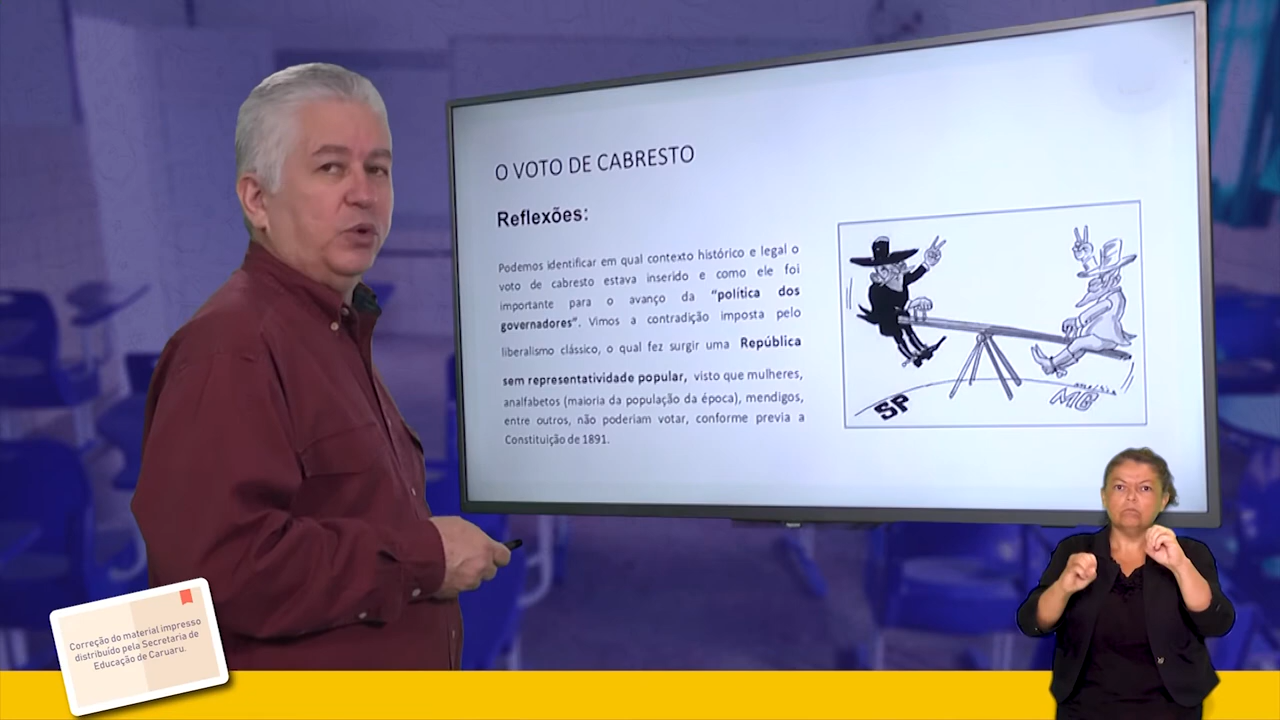 O VOTO DE CABRESTO
Reflexões:
Podemos identificar em qual contexto histórico e legal o
voto de cabresto estava inserido e como ele foi
importante para o avanço da "política dos
governadores". Vimos a contradição imposta pelo
liberalismo clássico, o qual fez surgir uma República
sem representatividade popular, visto que mulheres,
analfabetos (maioria da população da época), mendigos,
entre outros, não poderiam votar, conforme previa a
Constituição de 1891.
SP
MG
Correção do material impresso
distribuído pela Secretaria de
Educação de Caruaru.